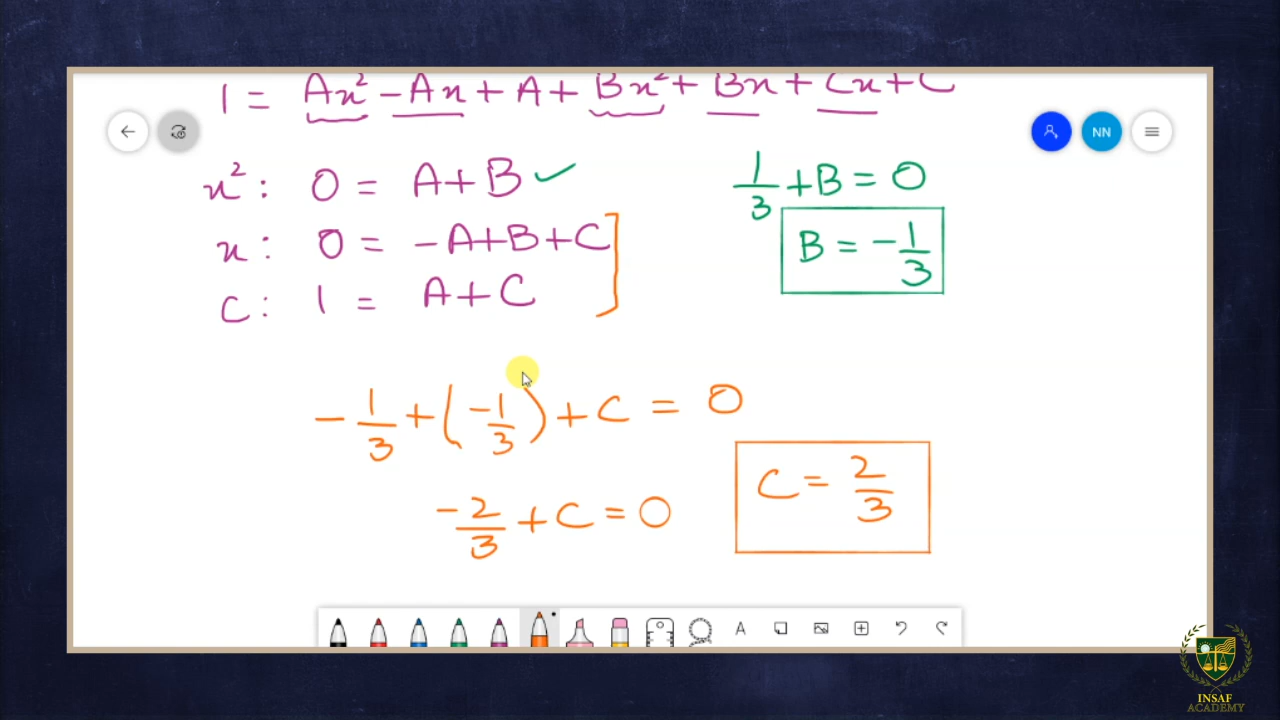 1 = Ax² - Ax + A + Bx² + Bx + Cx + C
x² : 0 = A + B ✓
x : 0 = -A + B + C
C : 1 = A + C
1/3 + B = 0
B = -1/3
-1/3 + (-1/3) + C = 0
-2/3 + C = 0
C = 2/3
NN
A
INSAF
ACADEMY